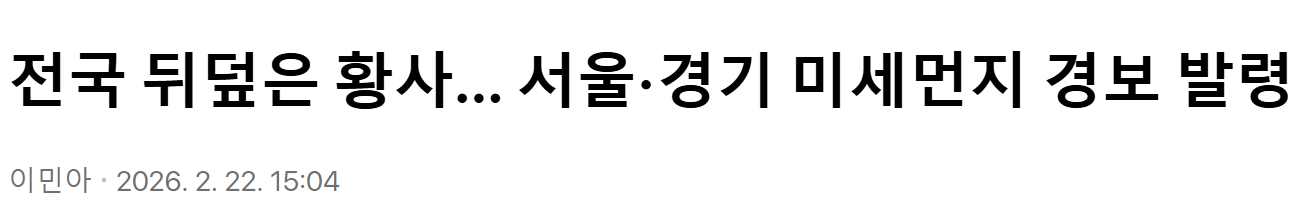 전국 뒤덮은 황사... 서울·경기 미세먼지 경보 발령
이민아 · 2026. 2. 22. 15:04